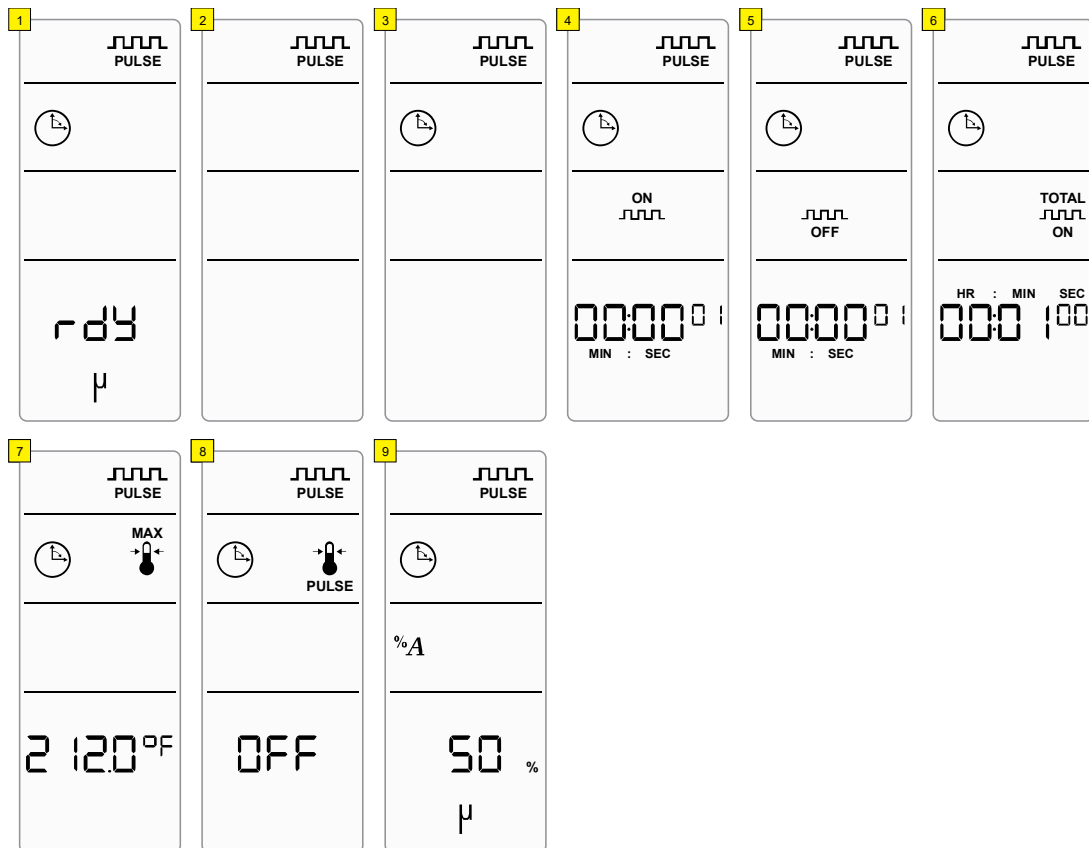 1
PULSE
rdy
μ
2
PULSE
3
PULSE
4
PULSE
ON
00:00 01
MIN : SEC
5
PULSE
OFF
00:00 01
MIN : SEC
6
PULSE
TOTAL
ON
HR : MIN SEC
00:01 00
7
PULSE
MAX
212.0°F
8
PULSE
PULSE
OFF
9
PULSE
%A
50 %
μ